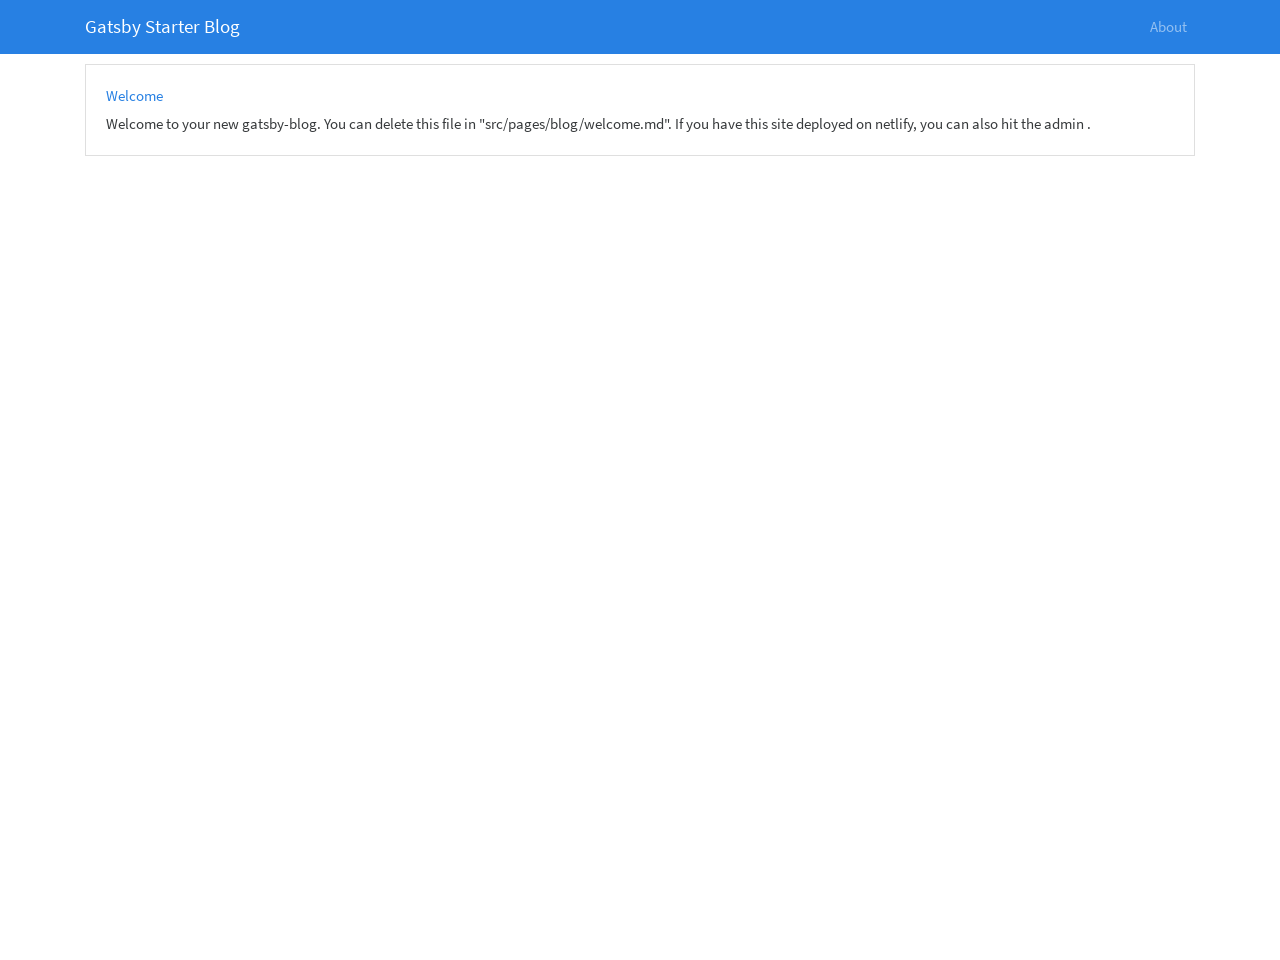 Gatsby Starter Blog
About
Welcome
Welcome to your new gatsby-blog. You can delete this file in "src/pages/blog/welcome.md". If you have this site deployed on netlify, you can also hit the admin .